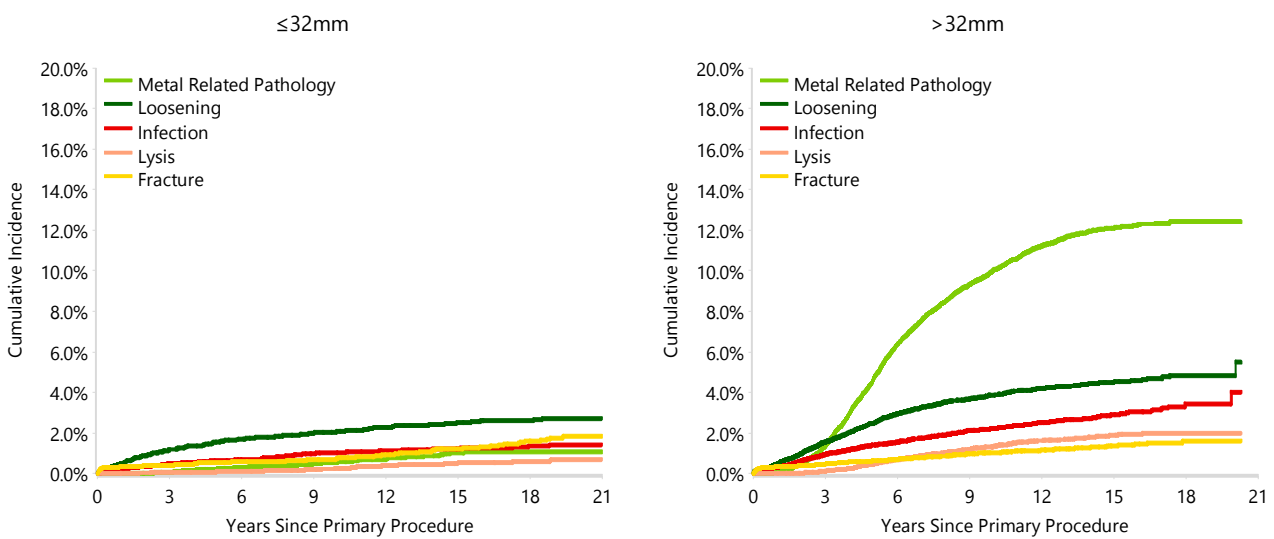 ≤32mm
20.0%
18.0%
16.0%
14.0%
12.0%
10.0%
8.0%
6.0%
4.0%
2.0%
0.0%
Cumulative Incidence
Metal Related Pathology
Loosening
Infection
Lysis
Fracture
0 3 6 9 12 15 18 21
Years Since Primary Procedure
>32mm
20.0%
18.0%
16.0%
14.0%
12.0%
10.0%
8.0%
6.0%
4.0%
2.0%
0.0%
Cumulative Incidence
Metal Related Pathology
Loosening
Infection
Lysis
Fracture
0 3 6 9 12 15 18 21
Years Since Primary Procedure